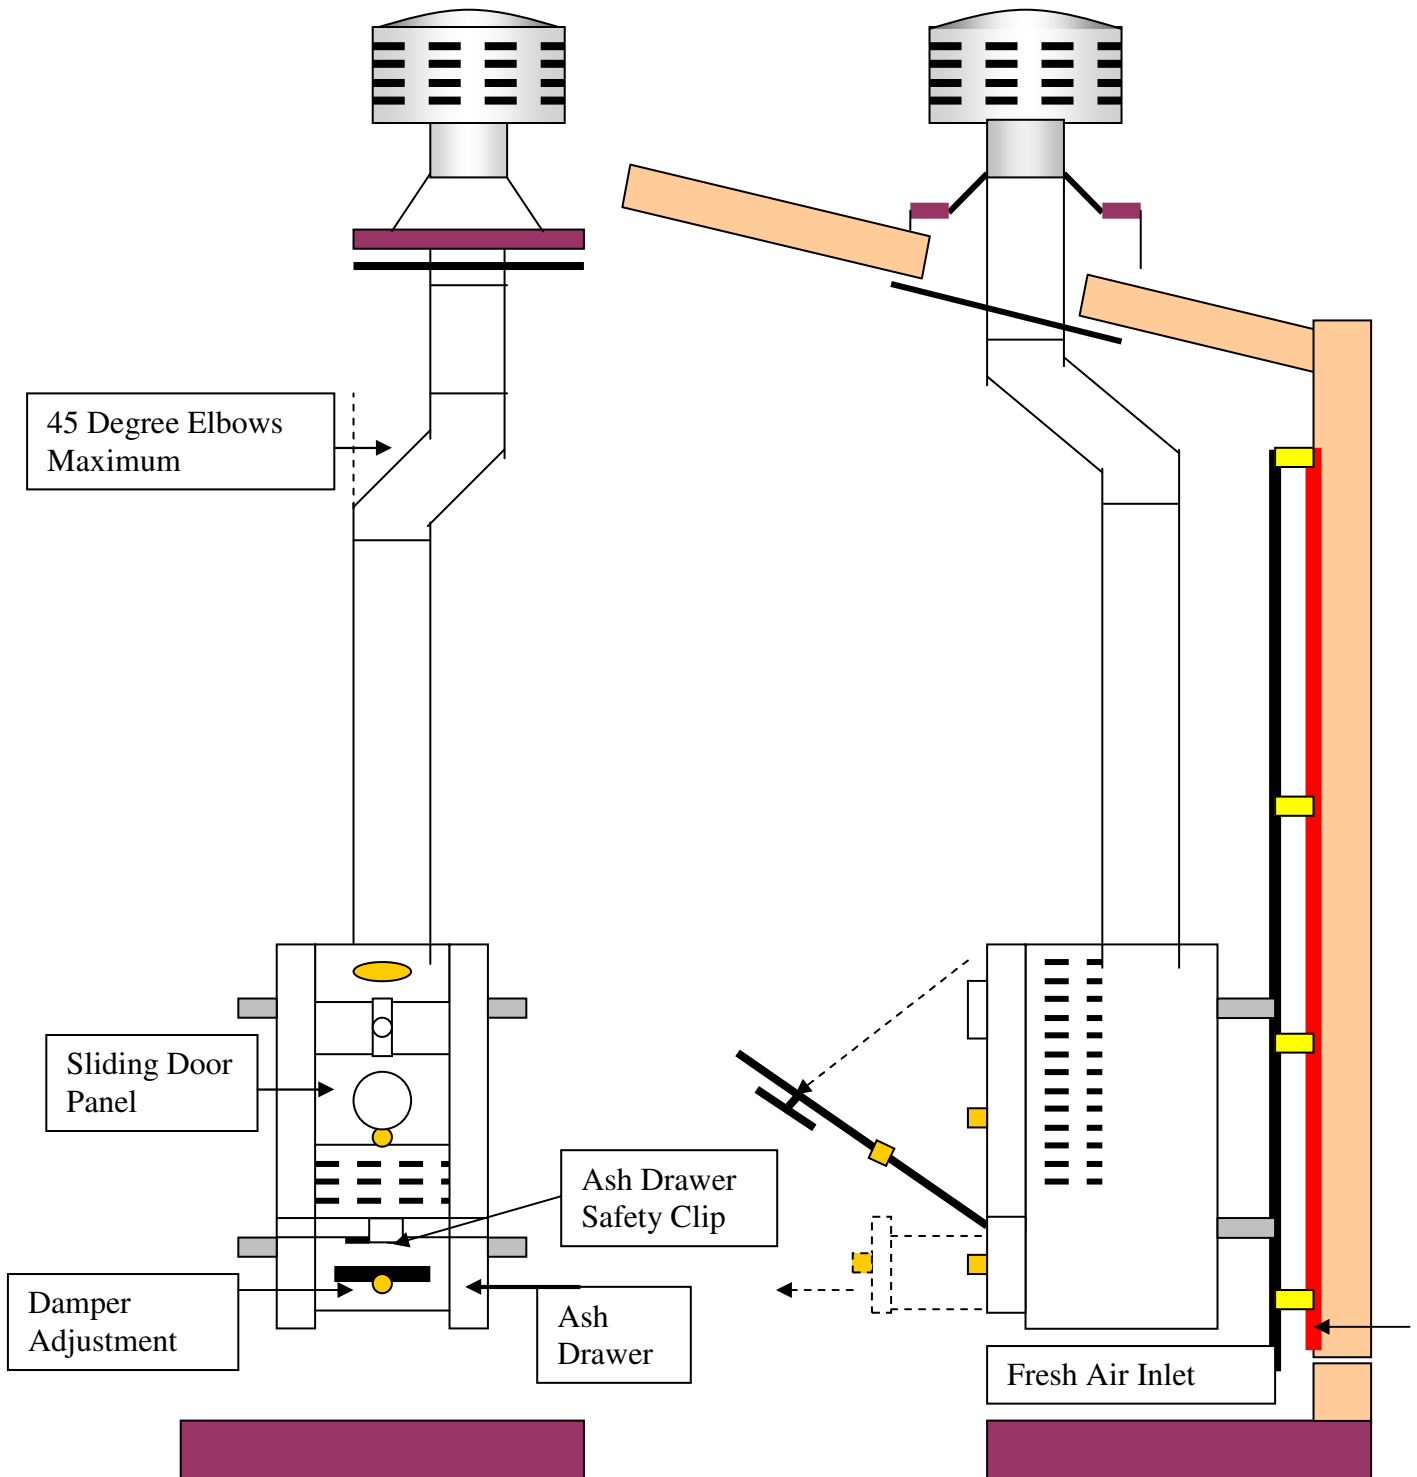 45 Degree Elbows
Maximum
Sliding Door
Panel
Ash Drawer
Safety Clip
Damper
Adjustment
Ash
Drawer
Fresh Air Inlet